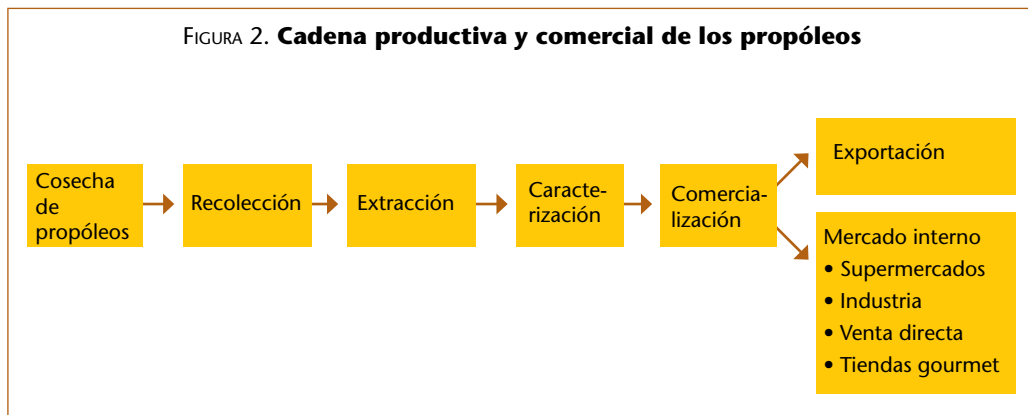 FIGURA 2. Cadena productiva y comercial de los propóleos
Cosecha
de
propóleos
Recolección
Extracción
Caracte-
rización
Comercia-
lización
Exportación
Mercado interno
• Supermercados
• Industria
• Venta directa
• Tiendas gourmet